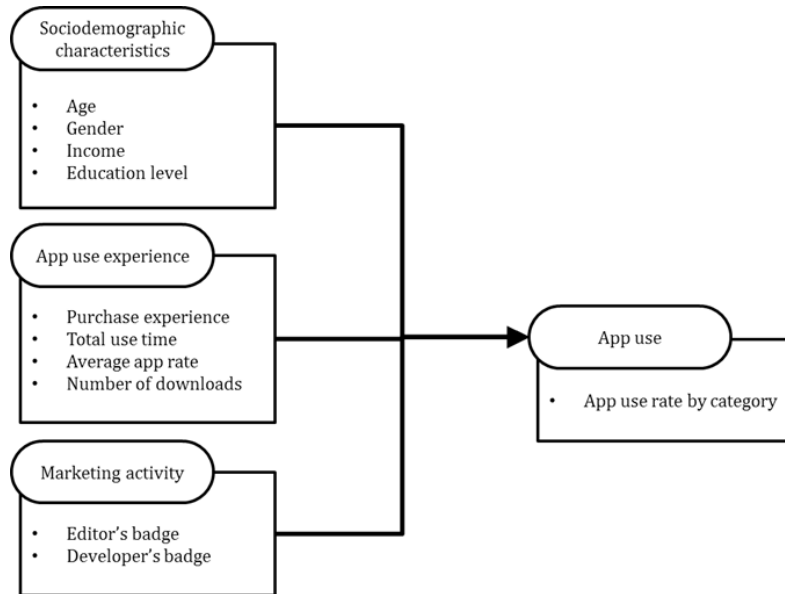 Sociodemographic
characteristics
• Age
• Gender
• Income
• Education level
App use experience
• Purchase experience
• Total use time
• Average app rate
• Number of downloads
App use
• App use rate by category
Marketing activity
• Editor's badge
• Developer's badge